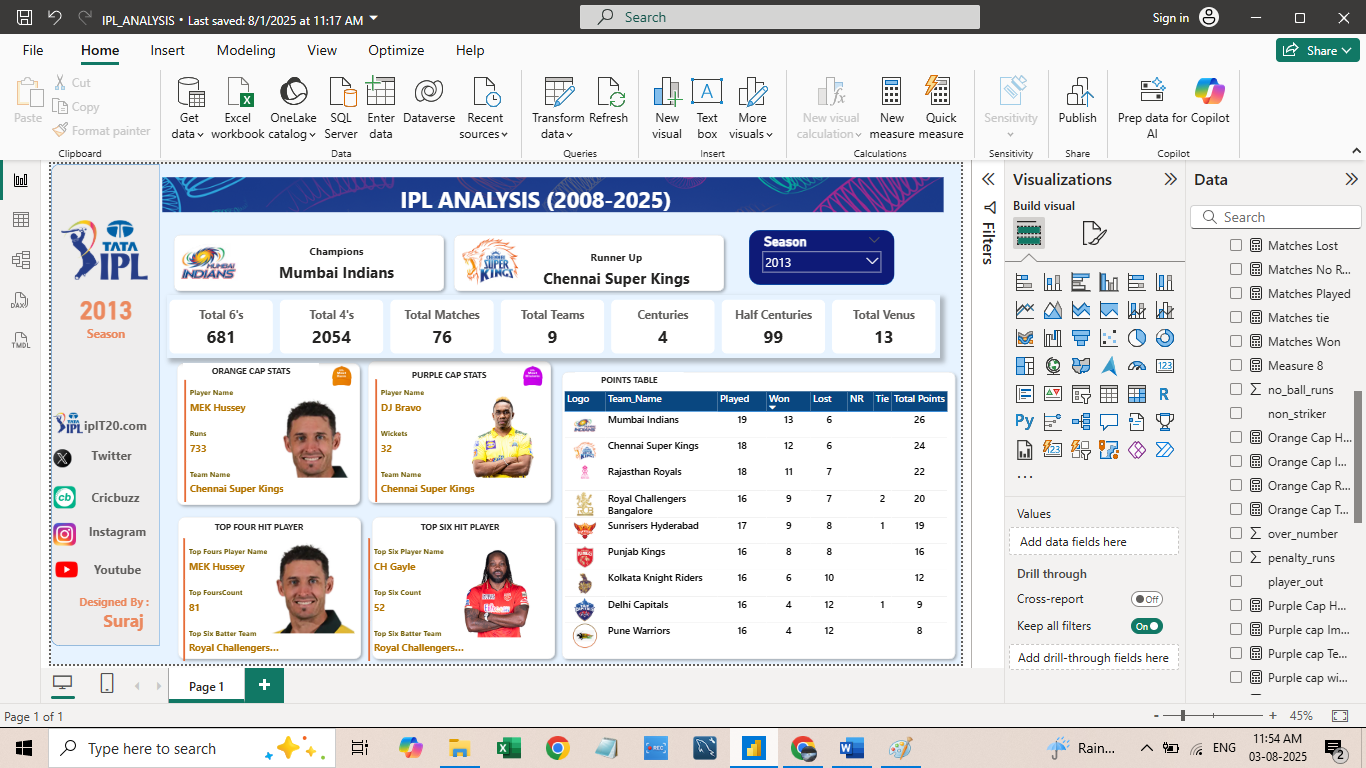 IPL_ANALYSIS • Last saved: 8/1/2025 at 11:17 AM
Search
Sign in
File
Home
Insert
Modeling
View
Optimize
Help
Share
Paste
Cut
Copy
Format painter
Clipboard
Get data
Excel workbook
OneLake catalog
SQL Server
Enter data
Dataverse
Recent sources
Data
Transform data
Refresh
Queries
New visual
Text box
More visuals
Insert
New visual calculation
New measure
Quick measure
Calculations
Sensitivity
Sensitivity
Publish
Share
Prep data for AI
Copilot
Copilot
TATA
IPL
2013
Season
iplT20.com
Twitter
Cricbuzz
Instagram
Youtube
Designed By :
Suraj
IPL ANALYSIS (2008-2025)
MUMBAI INDIANS
Champions
Mumbai Indians
CHENNAI SUPER KINGS
Runner Up
Chennai Super Kings
Season
2013
Total 6's
681
Total 4's
2054
Total Matches
76
Total Teams
9
Centuries
4
Half Centuries
99
Total Venus
13
ORANGE CAP STATS
Player Name
MEK Hussey
Runs
733
Team Name
Chennai Super Kings
PURPLE CAP STATS
Player Name
DJ Bravo
Wickets
32
Team Name
Chennai Super Kings
TOP FOUR HIT PLAYER
Top Fours Player Name
MEK Hussey
Top FoursCount
81
Top Six Batter Team
Royal Challengers...
TOP SIX HIT PLAYER
Top Six Player Name
CH Gayle
Top Six Count
52
Top Six Batter Team
Royal Challengers...
POINTS TABLE
Logo Team_Name Played Won Lost NR Tie Total Points
Mumbai Indians 19 13 6 26
Chennai Super Kings 18 12 6 24
Rajasthan Royals 18 11 7 22
Royal Challengers Bangalore 16 9 7 2 20
Sunrisers Hyderabad 17 9 8 1 19
Punjab Kings 16 8 8 16
Kolkata Knight Riders 16 6 10 12
Delhi Capitals 16 4 12 1 9
Pune Warriors 16 4 12 8
Filters
Visualizations
Build visual
Values
Add data fields here
Drill through
Cross-report
Off
Keep all filters
On
Add drill-through fields here
Data
Search
Matches Lost
Matches No R...
Matches Played
Matches tie
Matches Won
Measure 8
no_ball_runs
non_striker
Orange Cap H...
Orange Cap I...
Orange Cap R...
Orange Cap T...
over_number
penalty_runs
player_out
Purple Cap H...
Purple cap Im...
Purple cap Te...
Purple cap wi...
Page 1
Page 1 of 1
- + 45%
Type here to search
Rain...
ENG
11:54 AM
03-08-2025
2